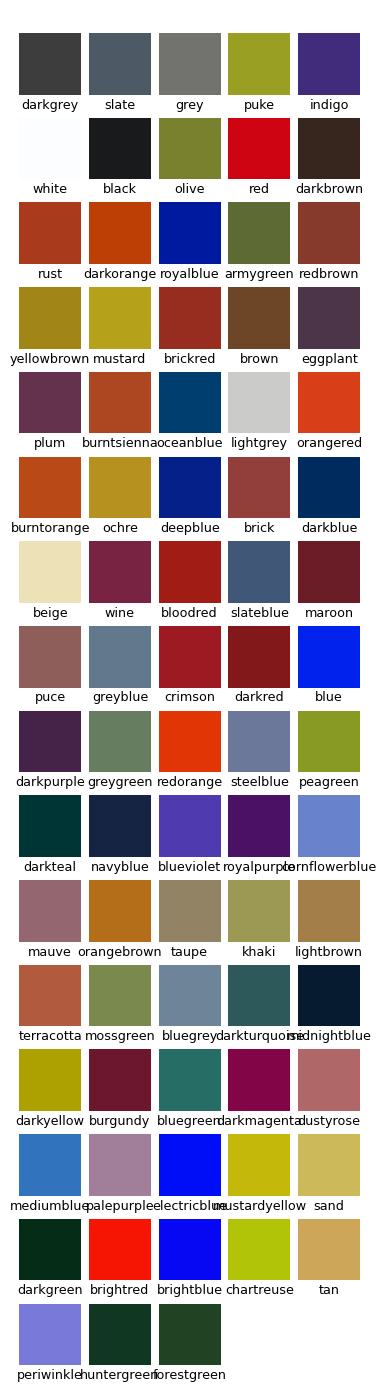 darkgrey slate grey puke indigo
white black olive red darkbrown
rust darkorange royalblue armygreen redbrown
yellowbrown mustard brickred brown eggplant
plum burntsienna oceanblue lightgrey orangered
burntorange ochre deepblue brick darkblue
beige wine bloodred slateblue maroon
puce greyblue crimson darkred blue
darkpurple greygreen redorange steelblue peagreen
darkteal navyblue blueviolet royalpurple cornflowerblue
mauve orangebrown taupe khaki lightbrown
terracotta mossgreen bluegrey darkturquoise midnightblue
darkyellow burgundy bluegreen darkmagenta dustyrose
mediumblue palepurple electricblue mustardyellow sand
darkgreen brightred brightblue chartreuse tan
periwinkle huntergreen forestgreen